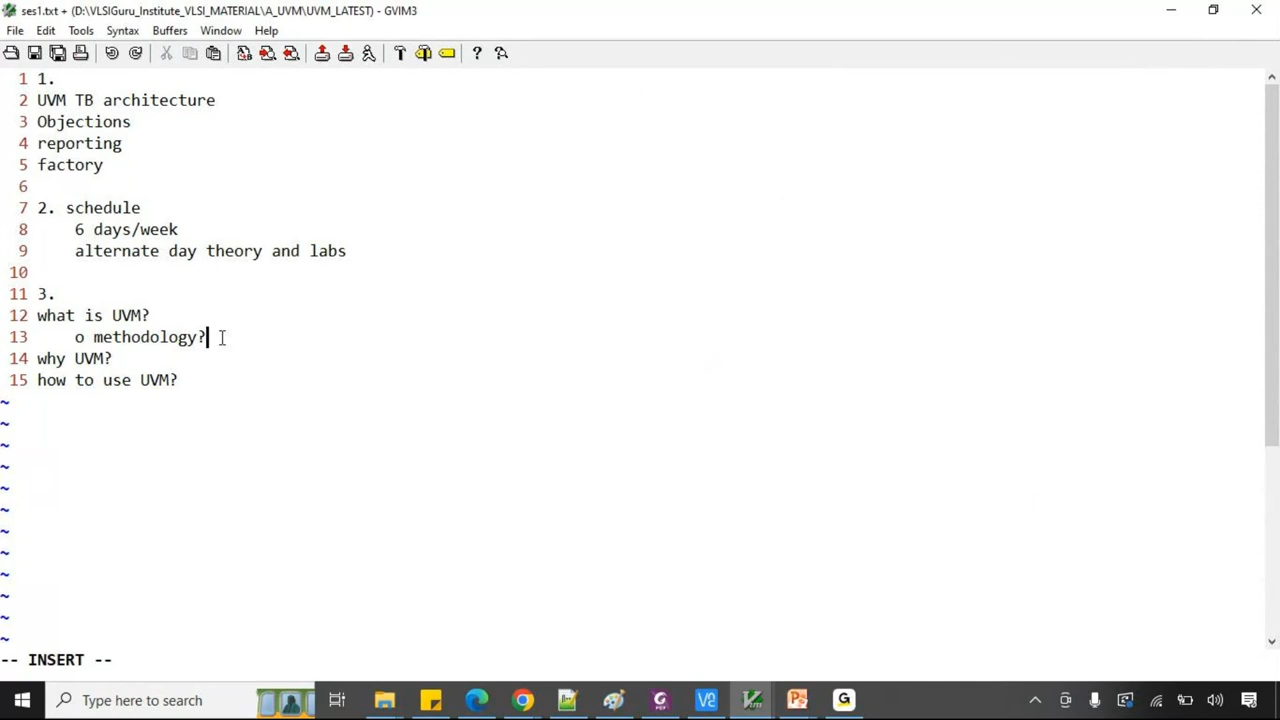 ses1.txt + (D:\VLSIGuru_Institute_VLSI_MATERIAL\A_UVM\UVM_LATEST) - GVIM3
File Edit Tools Syntax Buffers Window Help
1 1.
2 UVM TB architecture
3 Objections
4 reporting
5 factory
6
7 2. schedule
8 6 days/week
9 alternate day theory and labs
10
11 3.
12 what is UVM?
13 o methodology?
14 why UVM?
15 how to use UVM?
~
~
~
~
~
~
~
~
~
~
~
~
-- INSERT --
Type here to search